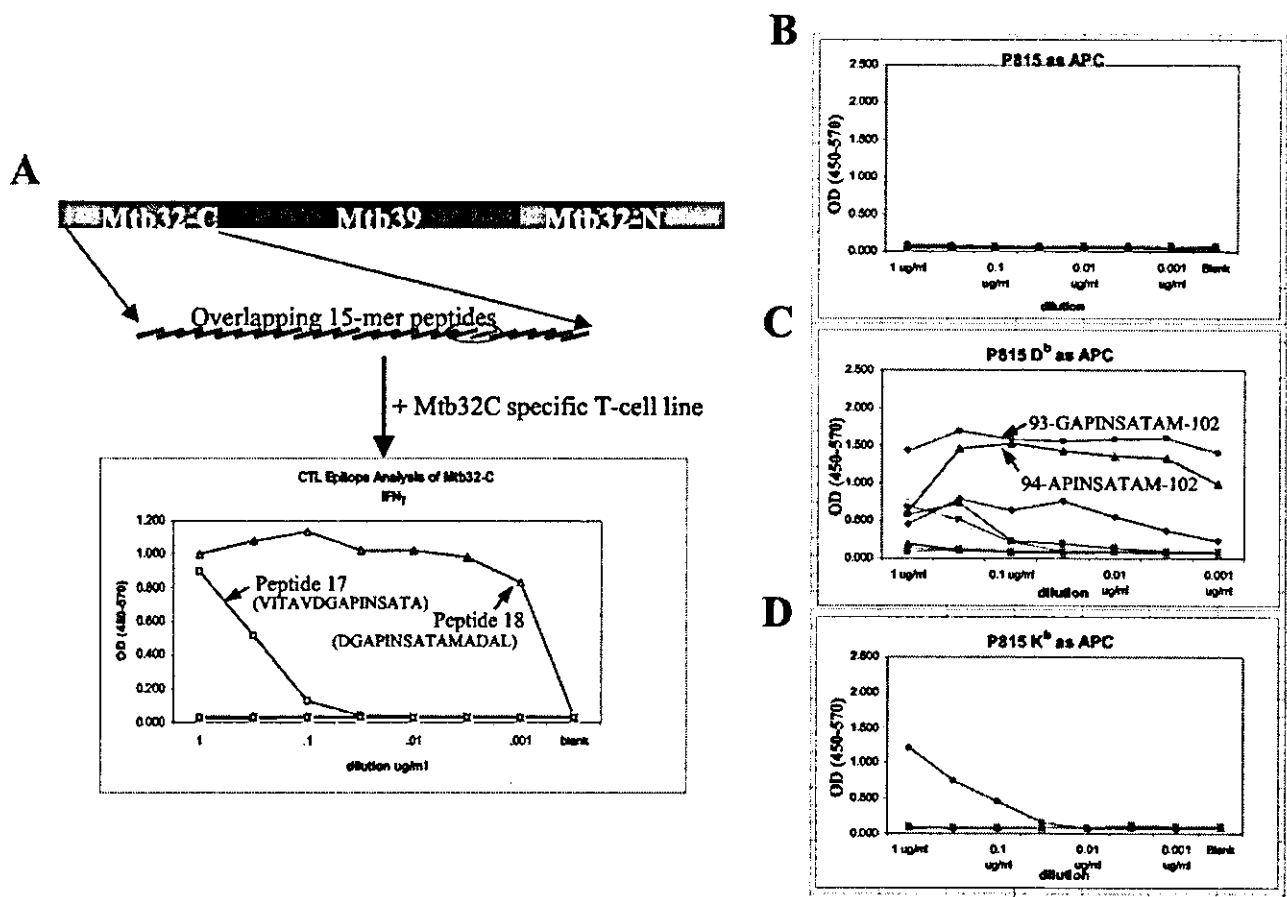 A
Mtb32-C
Mtb39
Mtb32-N
Overlapping 15-mer peptides
+ Mtb32C specific T-cell line
CTL Epitope Analysis of Mtb32-C
IFNγ
OD (450-570)
1.200
1.000
0.800
0.600
0.400
0.200
0.000
Peptide 17
(VITAVDGAPINSATA)
Peptide 18
(DGAPINSATAMADAL)
1
.1
.01
.001
blank
dilution ug/ml
B
P815 as APC
OD (450-570)
2.500
2.000
1.500
1.000
0.500
0.000
1 ug/ml
0.1 ug/ml
0.01 ug/ml
0.001 ug/ml
Blank
dilution
C
P815 Dᵇ as APC
OD (450-570)
2.500
2.000
1.500
1.000
0.500
0.000
93-GAPINSATAM-102
94-APINSATAM-102
1 ug/ml
0.1 ug/ml
0.01 ug/ml
0.001 ug/ml
dilution
D
P815 Kᵇ as APC
OD (450-570)
2.500
2.000
1.500
1.000
0.500
0.000
1 ug/ml
0.1 ug/ml
0.01 ug/ml
0.001 ug/ml
Blank
dilution